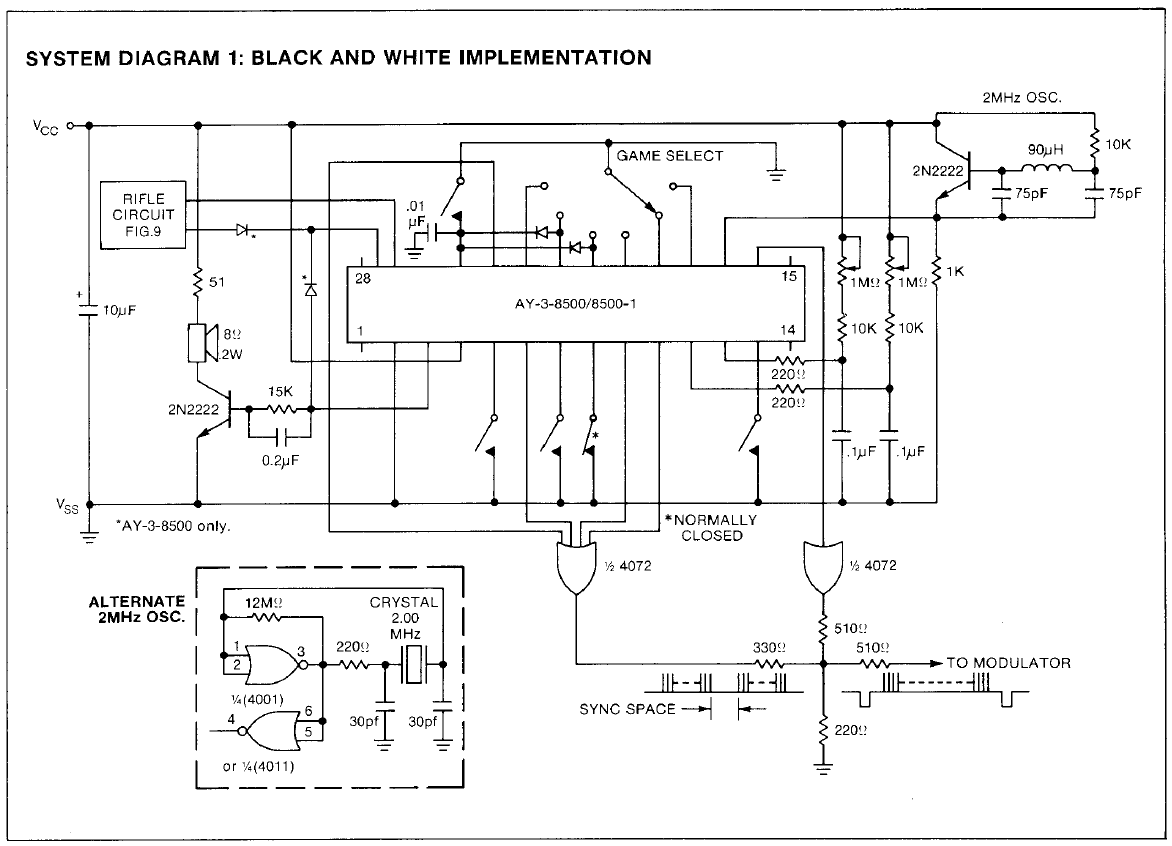 SYSTEM DIAGRAM 1: BLACK AND WHITE IMPLEMENTATION
2MHz OSC.
VCC
GAME SELECT
90μH
10K
2N2222
75pF
75pF
RIFLE
CIRCUIT
FIG.9
*
.01
μF
28
15
51
*
1MΩ
1MΩ
1K
+
10μF
AY-3-8500/8500-1
1
14
10K
10K
8Ω
.2W
220Ω
220Ω
15K
2N2222
0.2μF
*
.1μF
.1μF
VSS
*AY-3-8500 only.
*NORMALLY
CLOSED
½ 4072
½ 4072
ALTERNATE
2MHz OSC.
12MΩ
CRYSTAL
2.00
MHz
1
2
3
220Ω
510Ω
330Ω
510Ω
TO MODULATOR
¼(4001)
30pf
30pf
4
6
5
SYNC SPACE
220Ω
or ¼(4011)